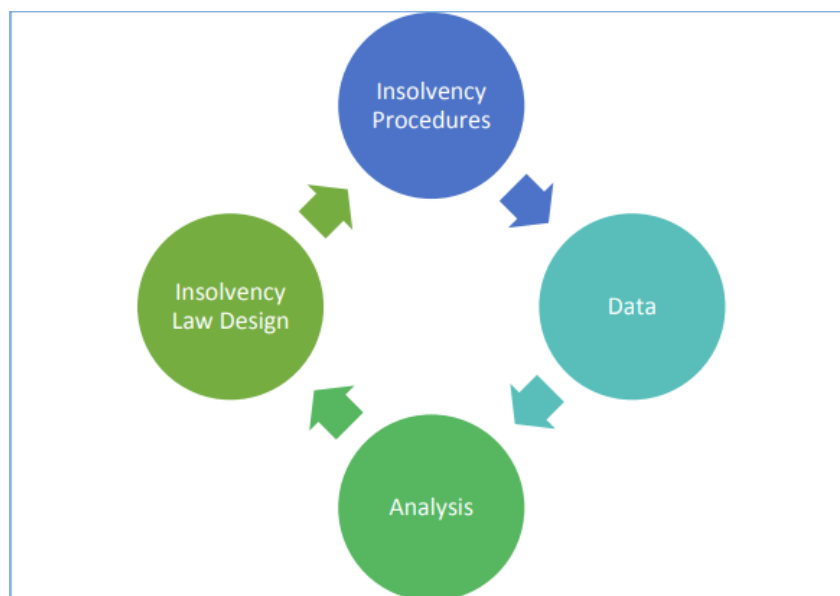 Insolvency
Procedures
Data
Analysis
Insolvency
Law Design